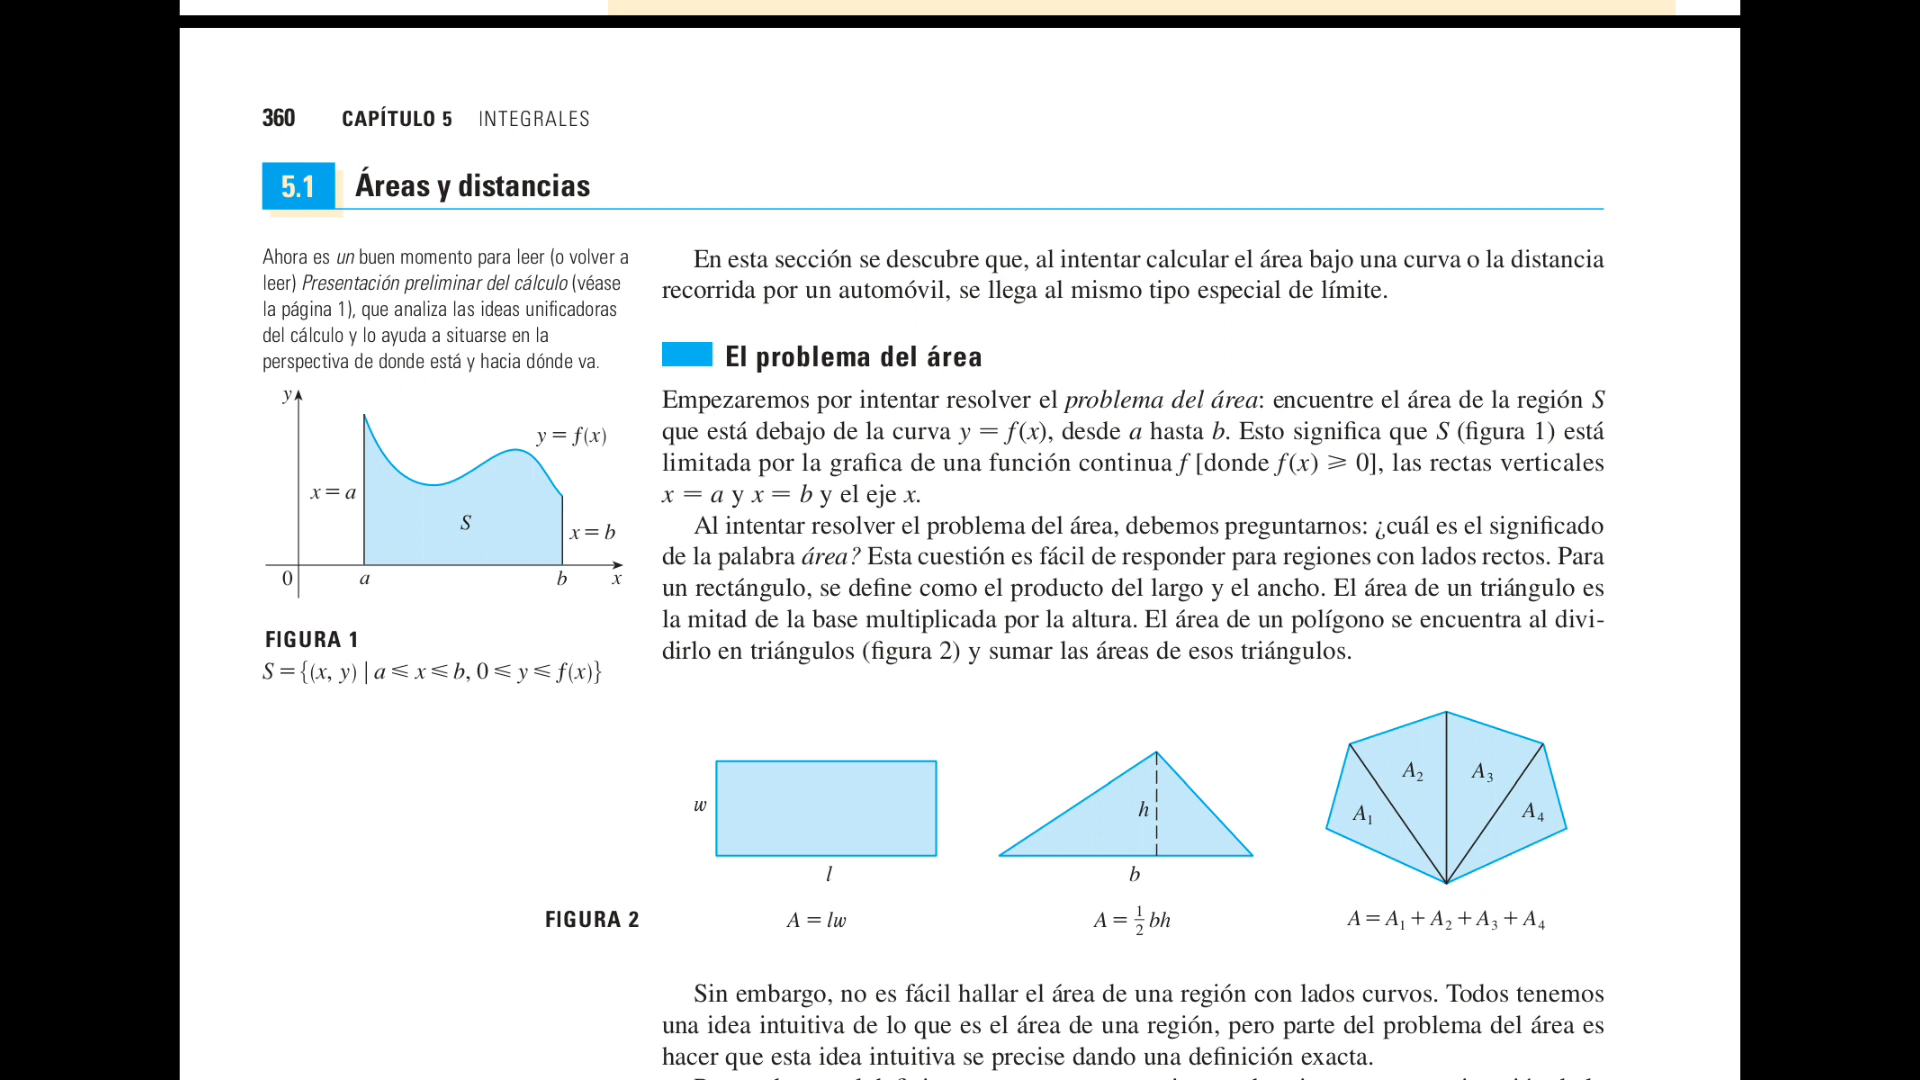 360 CAPÍTULO 5 INTEGRALES
5.1 Áreas y distancias
Ahora es un buen momento para leer (o volver a
leer) Presentación preliminar del cálculo (véase
la página 1), que analiza las ideas unificadoras
del cálculo y lo ayuda a situarse en la
perspectiva de donde está y hacia dónde va.
y
y = f(x)
x = a
S
x = b
0 a b x
FIGURA 1
S = {(x, y) | a ⩽ x ⩽ b, 0 ⩽ y ⩽ f(x)}
En esta sección se descubre que, al intentar calcular el área bajo una curva o la distancia
recorrida por un automóvil, se llega al mismo tipo especial de límite.
El problema del área
Empezaremos por intentar resolver el problema del área: encuentre el área de la región S
que está debajo de la curva y = f(x), desde a hasta b. Esto significa que S (figura 1) está
limitada por la grafica de una función continua f [donde f(x) ⩾ 0], las rectas verticales
x = a y x = b y el eje x.
Al intentar resolver el problema del área, debemos preguntarnos: ¿cuál es el significado
de la palabra área? Esta cuestión es fácil de responder para regiones con lados rectos. Para
un rectángulo, se define como el producto del largo y el ancho. El área de un triángulo es
la mitad de la base multiplicada por la altura. El área de un polígono se encuentra al divi-
dirlo en triángulos (figura 2) y sumar las áreas de esos triángulos.
w
l
h
b
A₁ A₂ A₃ A₄
FIGURA 2
A = lw
A = ½ bh
A = A₁ + A₂ + A₃ + A₄
Sin embargo, no es fácil hallar el área de una región con lados curvos. Todos tenemos
una idea intuitiva de lo que es el área de una región, pero parte del problema del área es
hacer que esta idea intuitiva se precise dando una definición exacta.